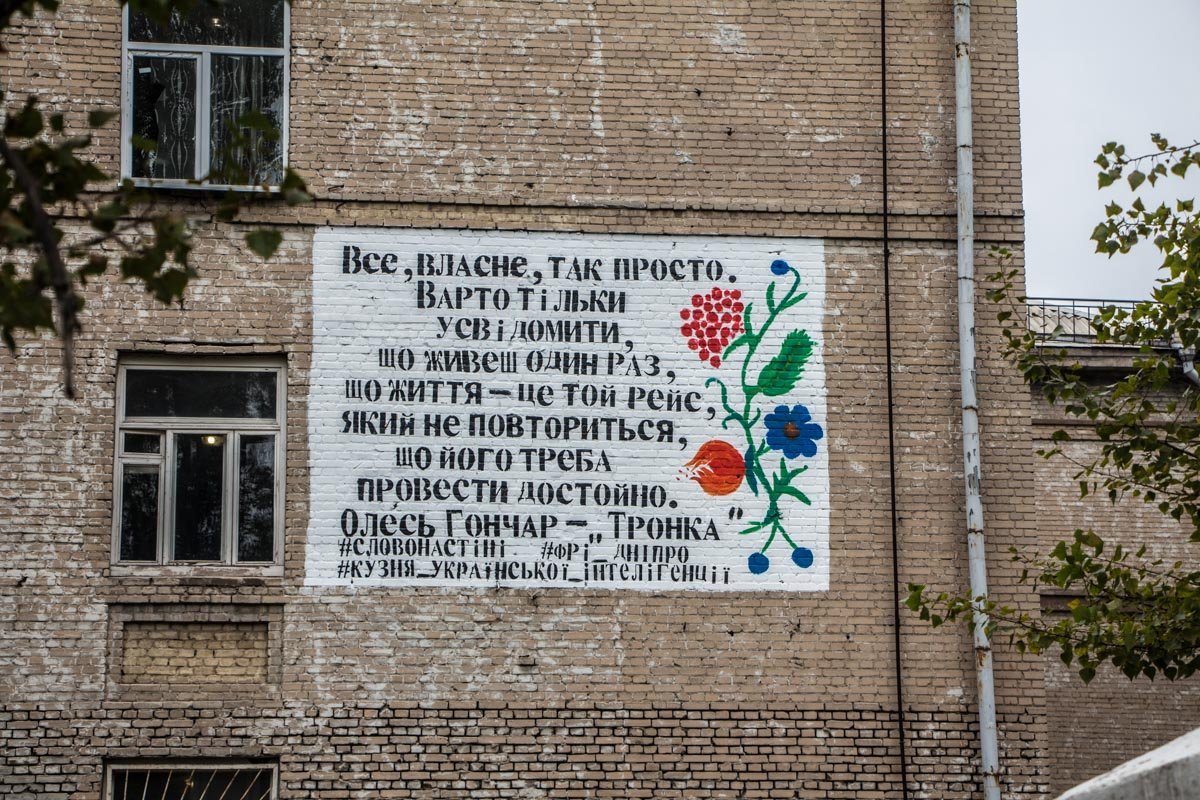 Все, власне, так просто.
Варто тільки
усвідомити,
що живеш один раз,
що життя – це той рейс,
який не повториться,
що його треба
провести достойно.
Олесь Гончар – „Тронка"
#словонастіні #фрі_дніпро
#кузня_української_інтелігенції